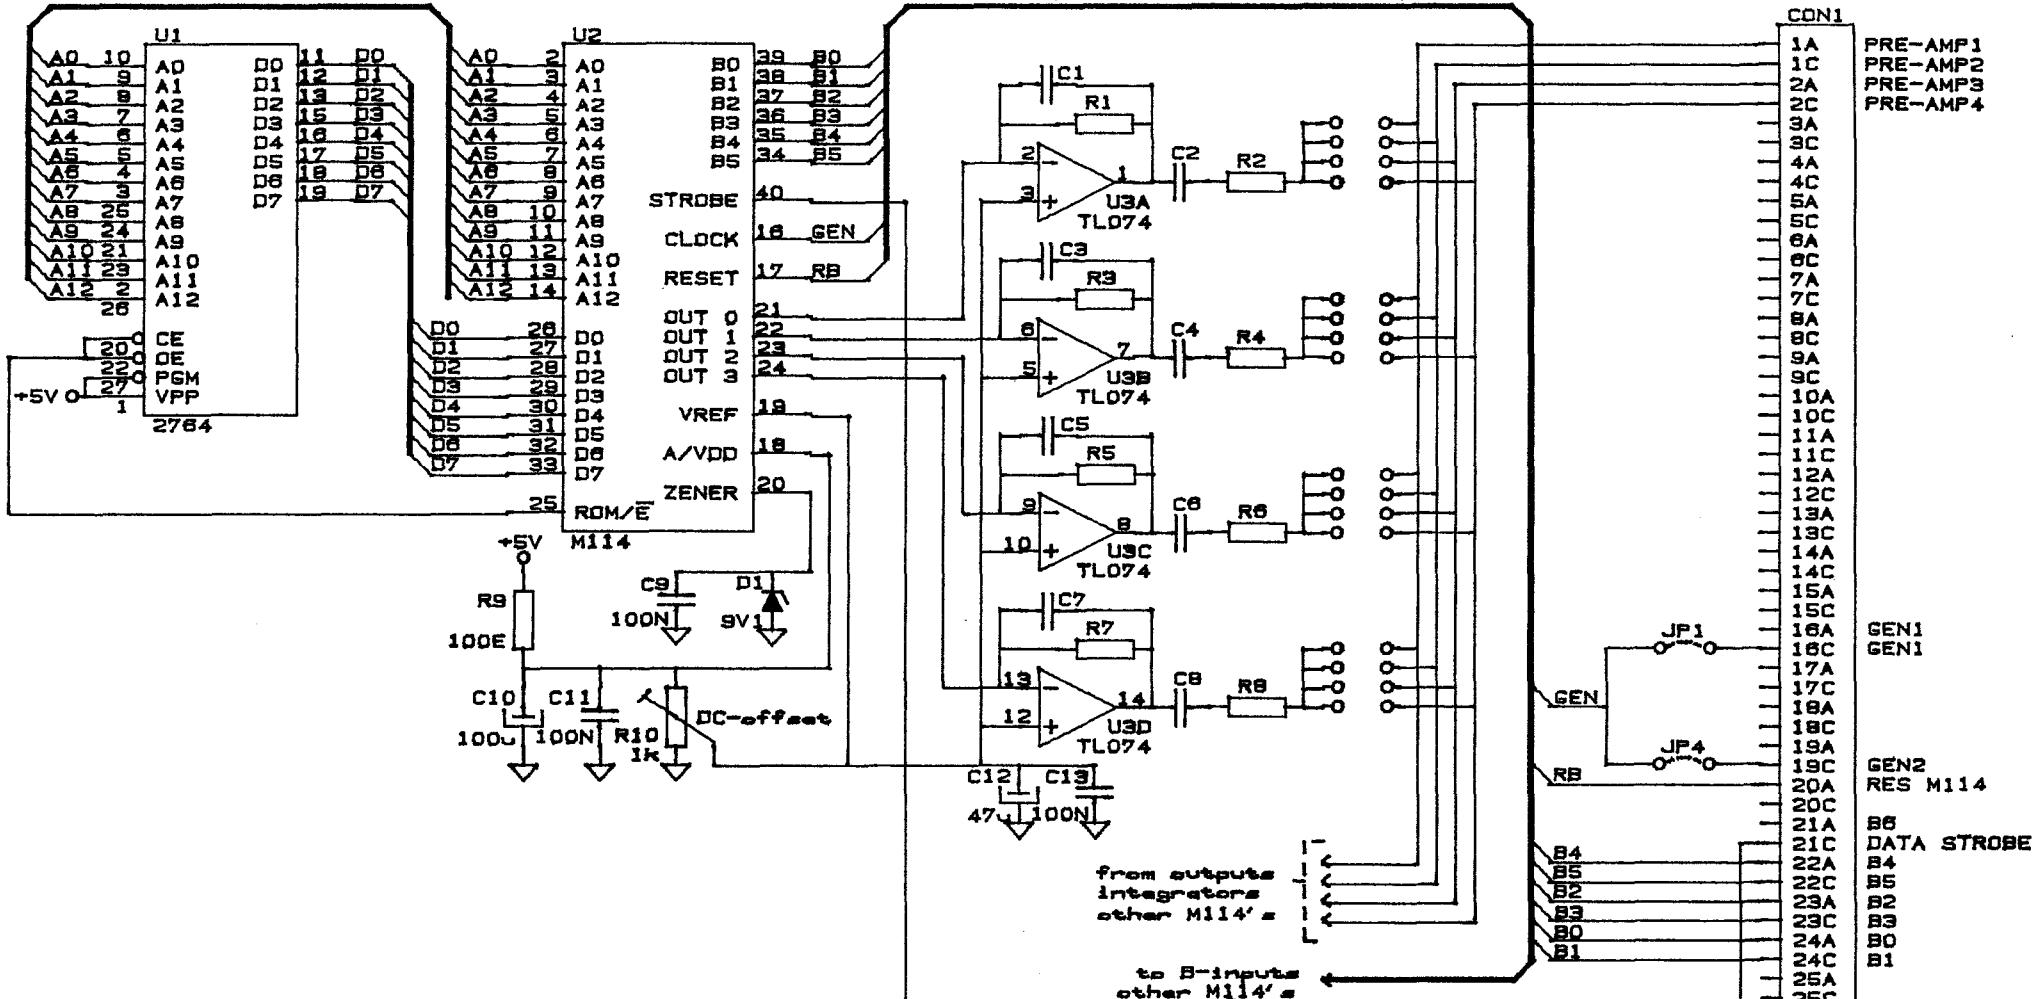 U1
A0 10 A0
A1 9 A1
A2 8 A2
A3 7 A3
A4 6 A4
A5 5 A5
A6 4 A6
A7 3 A7
A8 25 A8
A9 24 A9
A10 21 A10
A11 23 A11
A12 2 A12
26
CE
20
OE
22
PGM
27
VPP
1
+5V
2764
D0 11 D0
D1 12 D1
D2 13 D2
D3 15 D3
D4 16 D4
D5 17 D5
D6 18 D6
D7 19 D7
U2
A0 2 A0
A1 3 A1
A2 4 A2
A3 5 A3
A4 6 A4
A5 7 A5
A6 8 A6
A7 9 A7
A8 10 A8
A9 11 A9
A10 12 A10
A11 13 A11
A12 14 A12
D0 26 D0
D1 27 D1
D2 28 D2
D3 29 D3
D4 30 D4
D5 31 D5
D6 32 D6
D7 33 D7
25 ROM/E
M114
B0 39 B0
B1 38 B1
B2 37 B2
B3 36 B3
B4 35 B4
B5 34 B5
STROBE 40
CLOCK 16 GEN
RESET 17 RB
OUT 0 21
OUT 1 22
OUT 2 23
OUT 3 24
VREF 19
A/VDD 18
ZENER 20
+5V
R9
100E
C9
100N
D1
9V1
C10
100u
C11
100N
R10
1k
DC-offset
C1
R1
2 -
3 +
1
U3A
TL074
C2
R2
C3
R3
6 -
5 +
7
U3B
TL074
C4
R4
C5
R5
9 -
10 +
8
U3C
TL074
C6
R6
C7
R7
13 -
12 +
14
U3D
TL074
C8
R8
C12
47u
C13
100N
from outputs
integrators
other M114's
to B-inputs
other M114's
GEN
JP1
JP4
RB
B4
B5
B2
B3
B0
B1
CON1
1A PRE-AMP1
1C PRE-AMP2
2A PRE-AMP3
2C PRE-AMP4
3A
3C
4A
4C
5A
5C
6A
6C
7A
7C
8A
8C
9A
9C
10A
10C
11A
11C
12A
12C
13A
13C
14A
14C
15A
15C
16A GEN1
16C GEN1
17A
17C
18A
18C
19A
19C GEN2
20A RES M114
20C
21A B6
21C DATA STROBE
22A B4
22C B5
23A B2
23C B3
24A B0
24C B1
25A
25C